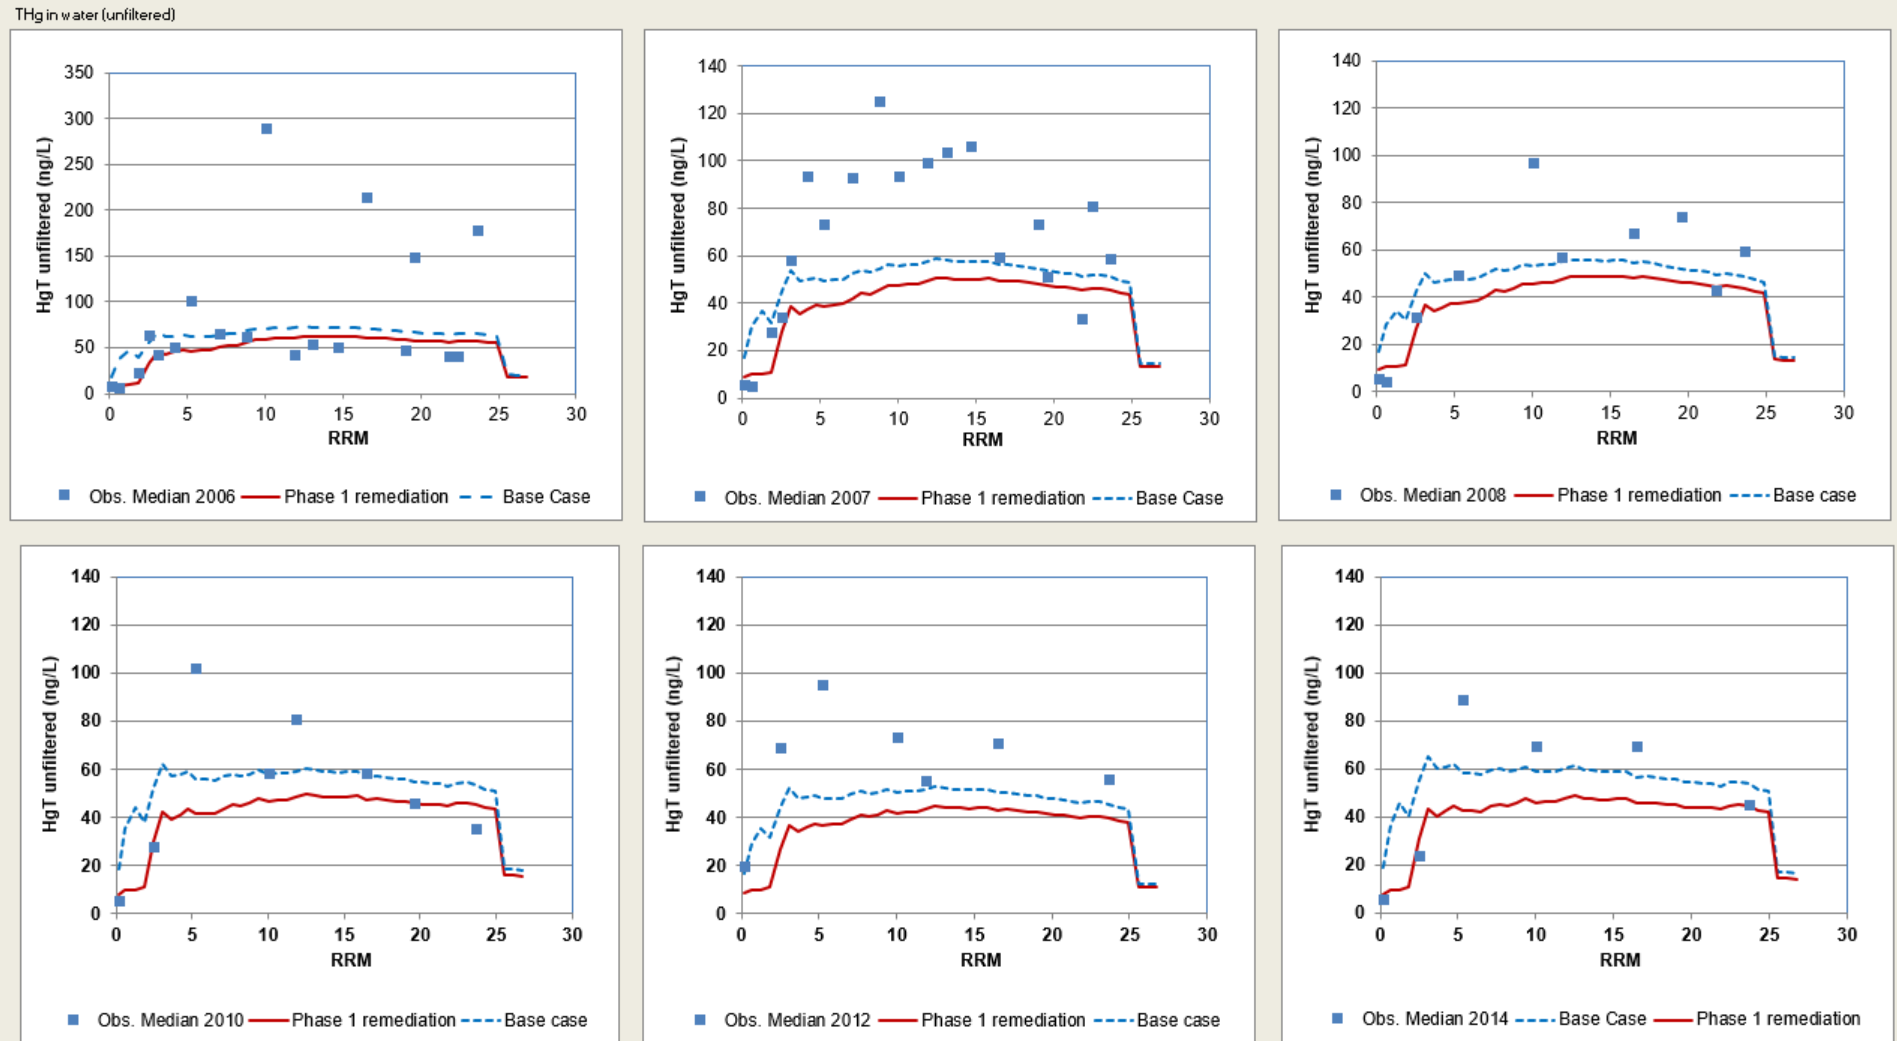 THg in water (unfiltered)
350
300
250
200
150
100
50
0
HgT unfiltered (ng/L)
0 5 10 15 20 25 30
RRM
Obs. Median 2006 Phase 1 remediation Base Case
140
120
100
80
60
40
20
0
HgT unfiltered (ng/L)
0 5 10 15 20 25 30
RRM
Obs. Median 2007 Phase 1 remediation Base Case
140
120
100
80
60
40
20
0
HgT unfiltered (ng/L)
0 5 10 15 20 25 30
RRM
Obs. Median 2008 Phase 1 remediation Base case
140
120
100
80
60
40
20
0
HgT unfiltered (ng/L)
0 5 10 15 20 25 30
RRM
Obs. Median 2010 Phase 1 remediation Base case
140
120
100
80
60
40
20
0
HgT unfiltered (ng/L)
0 5 10 15 20 25 30
RRM
Obs. Median 2012 Phase 1 remediation Base case
140
120
100
80
60
40
20
0
HgT unfiltered (ng/L)
0 5 10 15 20 25 30
RRM
Obs. Median 2014 Base Case Phase 1 remediation